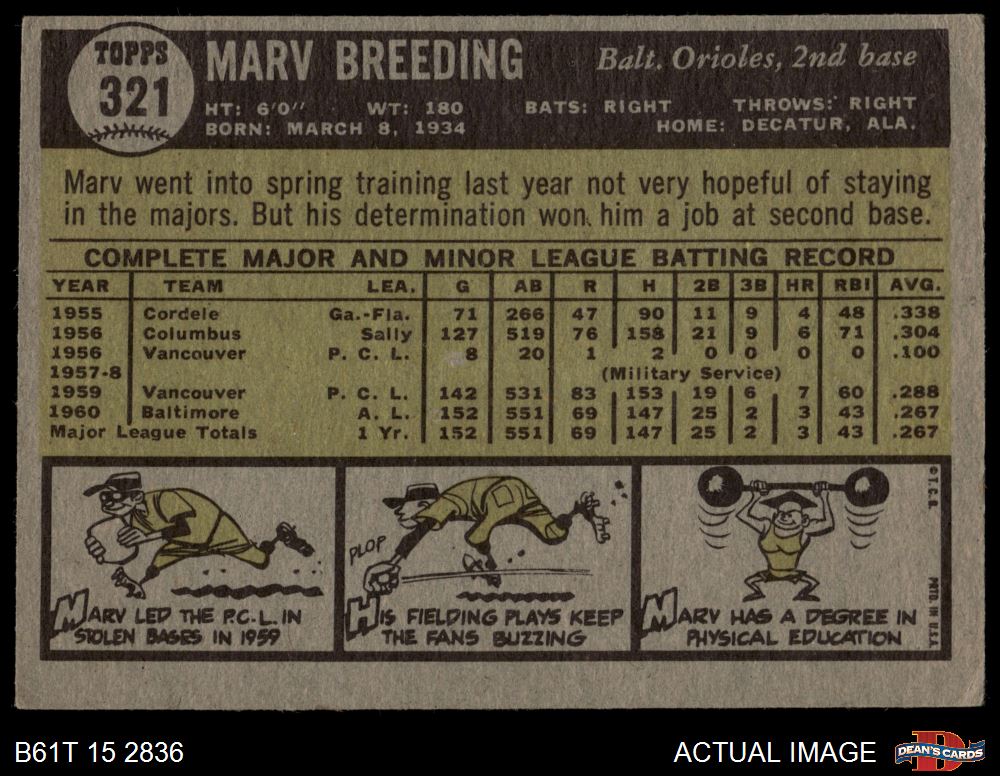 TOPPS
321
MARV BREEDING
Balt. Orioles, 2nd base
HT: 6'0" WT: 180 BATS: RIGHT THROWS: RIGHT
BORN: MARCH 8, 1934 HOME: DECATUR, ALA.
Marv went into spring training last year not very hopeful of staying
in the majors. But his determination won him a job at second base.
COMPLETE MAJOR AND MINOR LEAGUE BATTING RECORD
YEAR TEAM LEA. G AB R H 2B 3B HR RBI AVG.
1955 Cordele Ga.-Fla. 71 266 47 90 11 9 4 48 .338
1956 Columbus Sally 127 519 76 158 21 9 6 71 .304
1956 Vancouver P. C. L. 8 20 1 2 0 0 0 0 .100
1957-8 (Military Service)
1959 Vancouver P. C. L. 142 531 83 153 19 6 7 60 .288
1960 Baltimore A. L. 152 551 69 147 25 2 3 43 .267
Major League Totals 1 Yr. 152 551 69 147 25 2 3 43 .267
MARV LED THE P.C.L. IN
STOLEN BASES IN 1959
PLOP
HIS FIELDING PLAYS KEEP
THE FANS BUZZING
MARV HAS A DEGREE IN
PHYSICAL EDUCATION
© T.C.G.
PRTD. IN U.S.A.
B61T 15 2836
ACTUAL IMAGE
DEAN'S CARDS